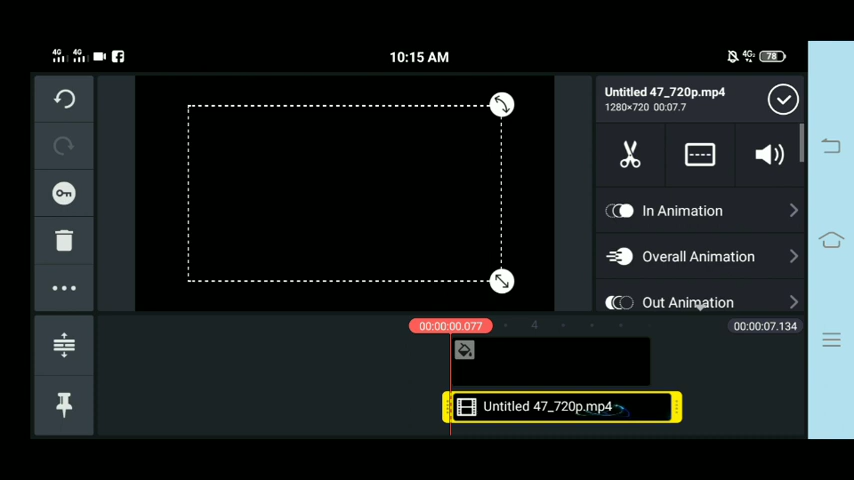 4G 4G
10:15 AM
4G
78
Untitled 47_720p.mp4
1280×720 00:07.7
In Animation
Overall Animation
Out Animation
00:00:00.077
4
00:00:07.134
Untitled 47_720p.mp4